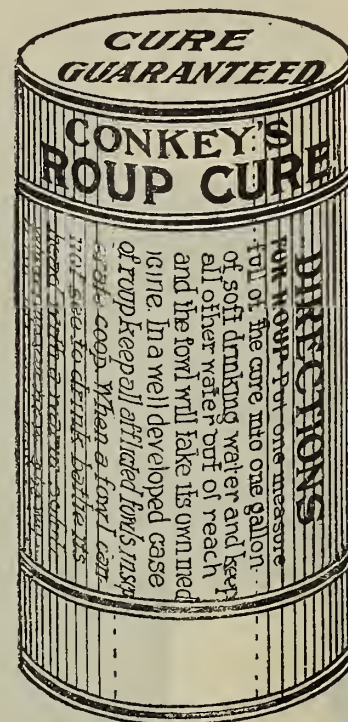 CURE
GUARANTEED
CONKEY'S
ROUP CURE
DIRECTIONS
FOR ROUP Put one measure
full of the cure into one gallon
of soft drinking water and keep
all other water out of reach
and the fowl will take its own med
icine. In a well developed case
of roup keep all afflicted fowls in sep
arate coop. When a fowl can
not see to drink bathe its
head